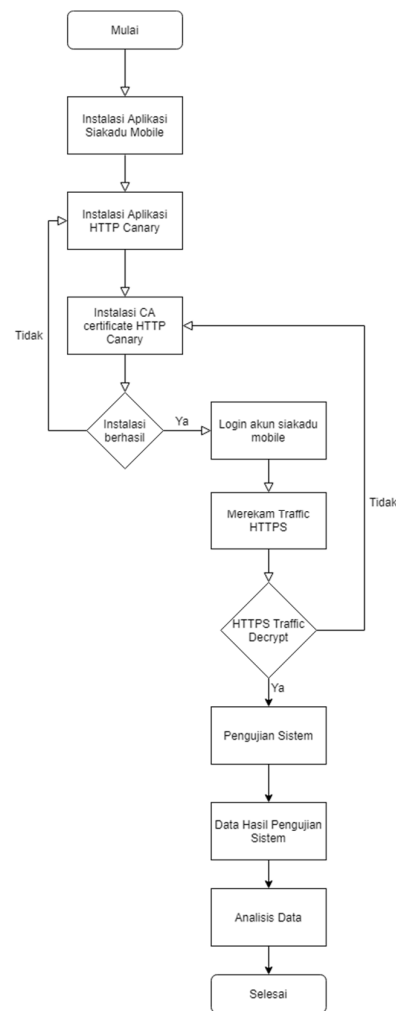 Mulai
Instalasi Aplikasi
Siakadu Mobile
Instalasi Aplikasi
HTTP Canary
Instalasi CA
certificate HTTP
Canary
Tidak
Instalasi
berhasil
Ya
Login akun siakadu
mobile
Merekam Traffic
HTTPS
Tidak
HTTPS Traffic
Decrypt
Ya
Pengujian Sistem
Data Hasil Pengujian
Sistem
Analisis Data
Selesai